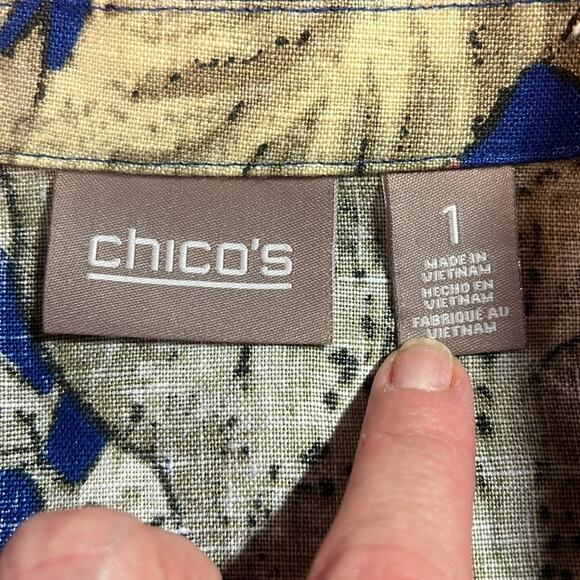 chico's
1
MADE IN
VIETNAM
HECHO EN
VIETNAM
FABRIQUÉ AU
VIETNAM